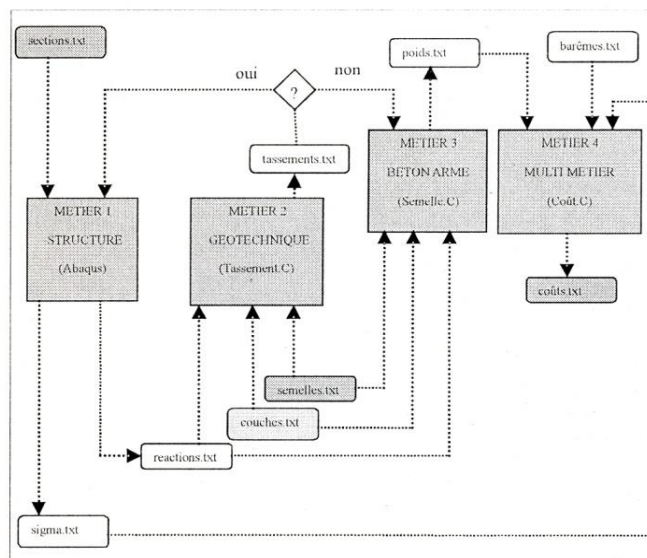 sections.txt
poids.txt
barêmes.txt
oui
non
?
tassements.txt
METIER 3
BETON ARME
(Semelle.C)
METIER 4
MULTI METIER
(Coût.C)
METIER 1
STRUCTURE
(Abaqus)
METIER 2
GEOTECHNIQUE
(Tassement.C)
coûts.txt
semelles.txt
couches.txt
reactions.txt
sigma.txt